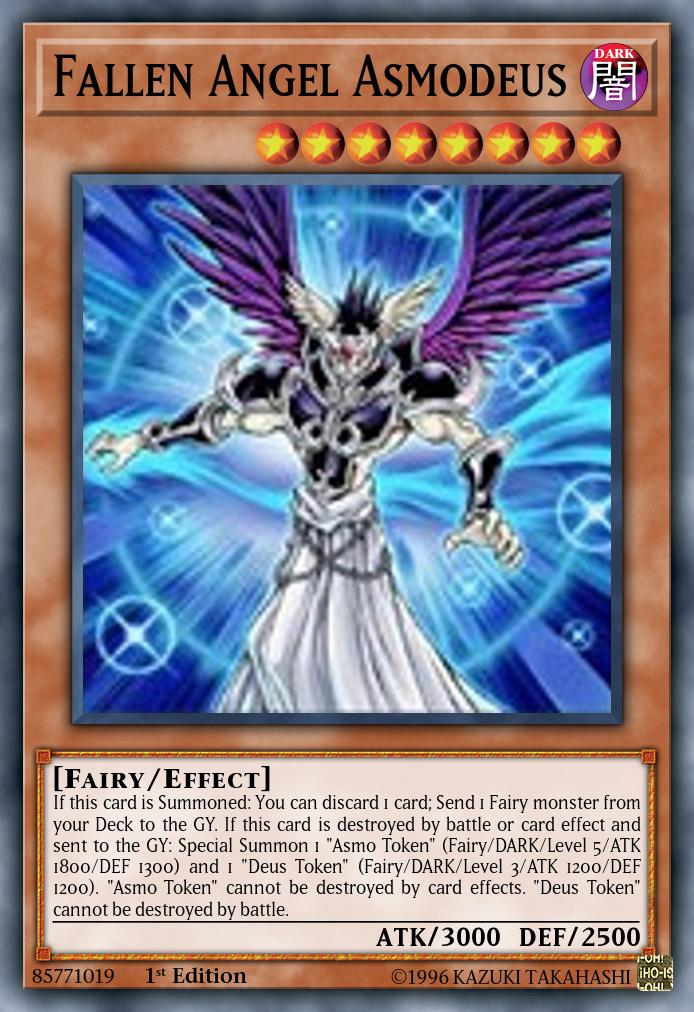 FALLEN ANGEL ASMODEUS
DARK
闇
[FAIRY/EFFECT]
If this card is Summoned: You can discard 1 card; Send 1 Fairy monster from
your Deck to the GY. If this card is destroyed by battle or card effect and
sent to the GY: Special Summon 1 "Asmo Token" (Fairy/DARK/Level 5/ATK
1800/DEF 1300) and 1 "Deus Token" (Fairy/DARK/Level 3/ATK 1200/DEF
1200). "Asmo Token" cannot be destroyed by card effects. "Deus Token"
cannot be destroyed by battle.
ATK/3000 DEF/2500
85771019 1st Edition ©1996 KAZUKI TAKAHASHI